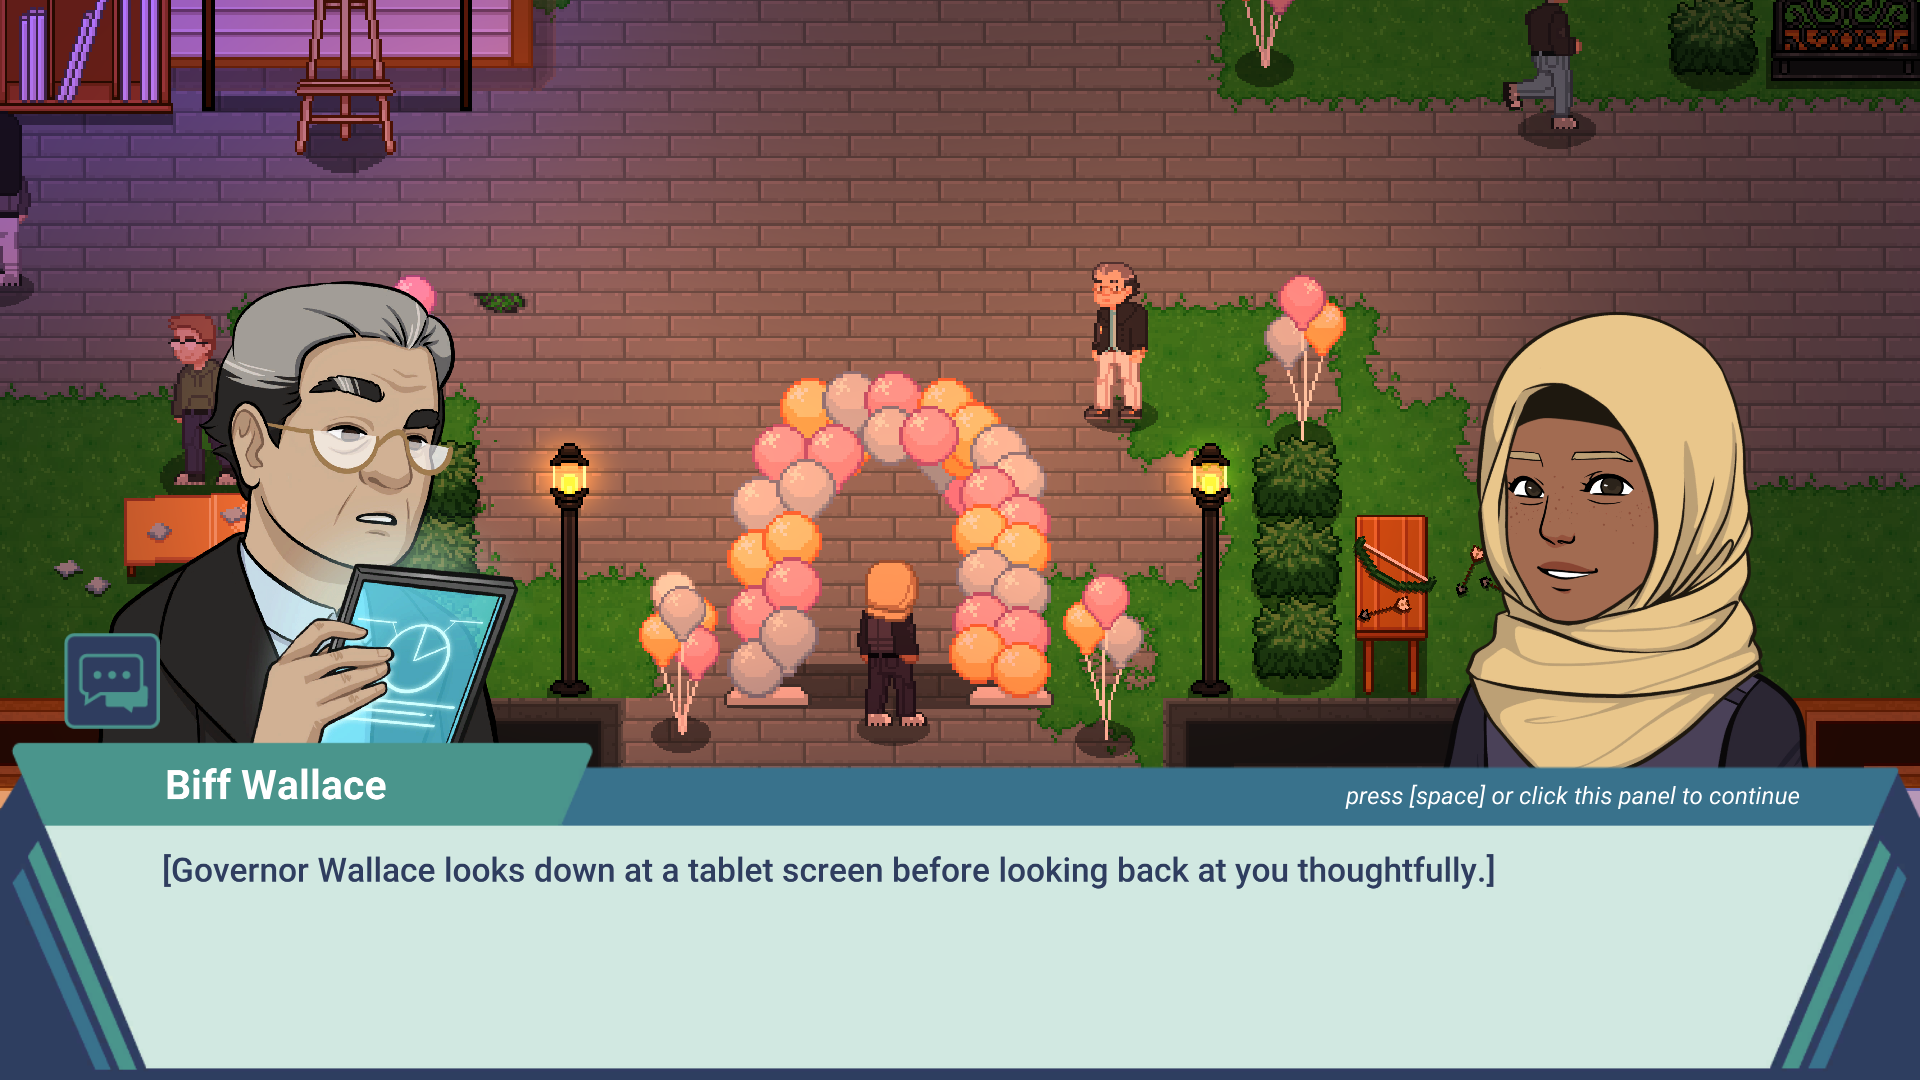 Biff Wallace
press [space] or click this panel to continue
[Governor Wallace looks down at a tablet screen before looking back at you thoughtfully.]